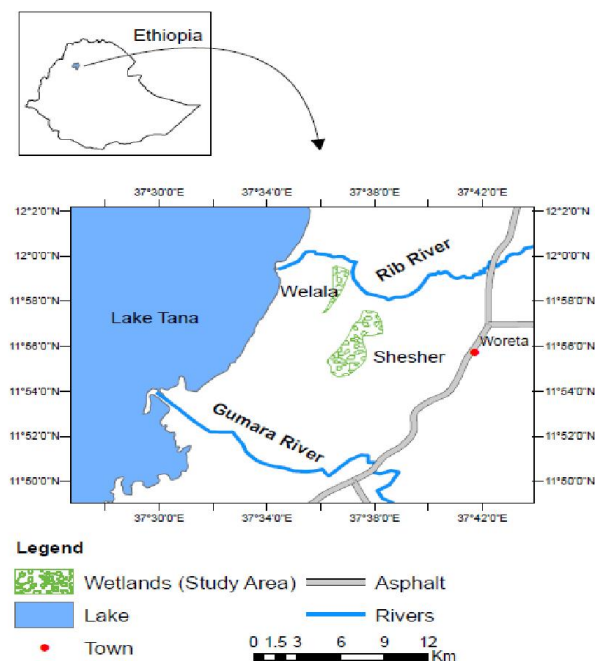 Ethiopia
37°30'0"E 37°34'0"E 37°38'0"E 37°42'0"E
12°2'0"N 12°2'0"N
12°0'0"N 12°0'0"N
Rib River
11°58'0"N 11°58'0"N
Welala
Lake Tana
11°56'0"N 11°56'0"N
Woreta
Shesher
11°54'0"N 11°54'0"N
Gumara River
11°52'0"N 11°52'0"N
11°50'0"N 11°50'0"N
37°30'0"E 37°34'0"E 37°38'0"E 37°42'0"E
Legend
Wetlands (Study Area) Asphalt
Lake Rivers
Town
0 1.5 3 6 9 12
Km